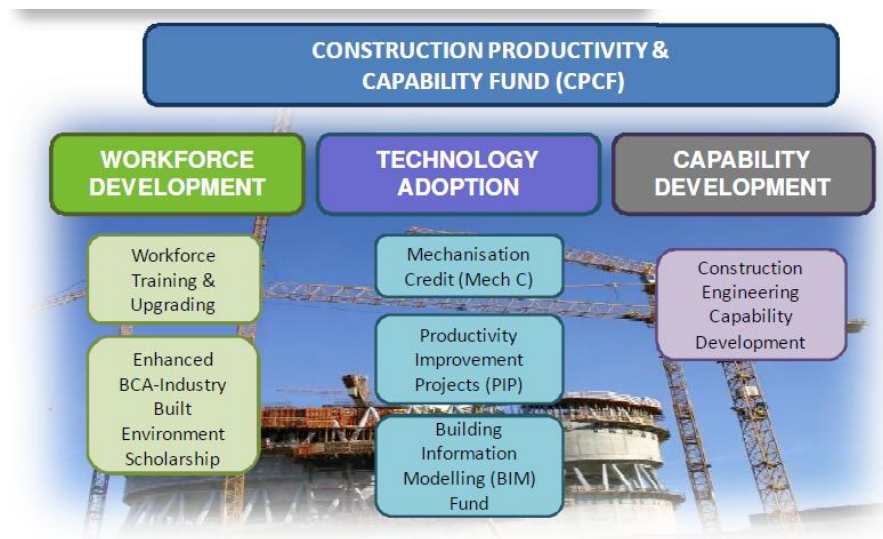 CONSTRUCTION PRODUCTIVITY &
CAPABILITY FUND (CPCF)
WORKFORCE
DEVELOPMENT
TECHNOLOGY
ADOPTION
CAPABILITY
DEVELOPMENT
Workforce
Training &
Upgrading
Enhanced
BCA-Industry
Built
Environment
Scholarship
Mechanisation
Credit (Mech C)
Productivity
Improvement
Projects (PIP)
Building
Information
Modelling (BIM)
Fund
Construction
Engineering
Capability
Development